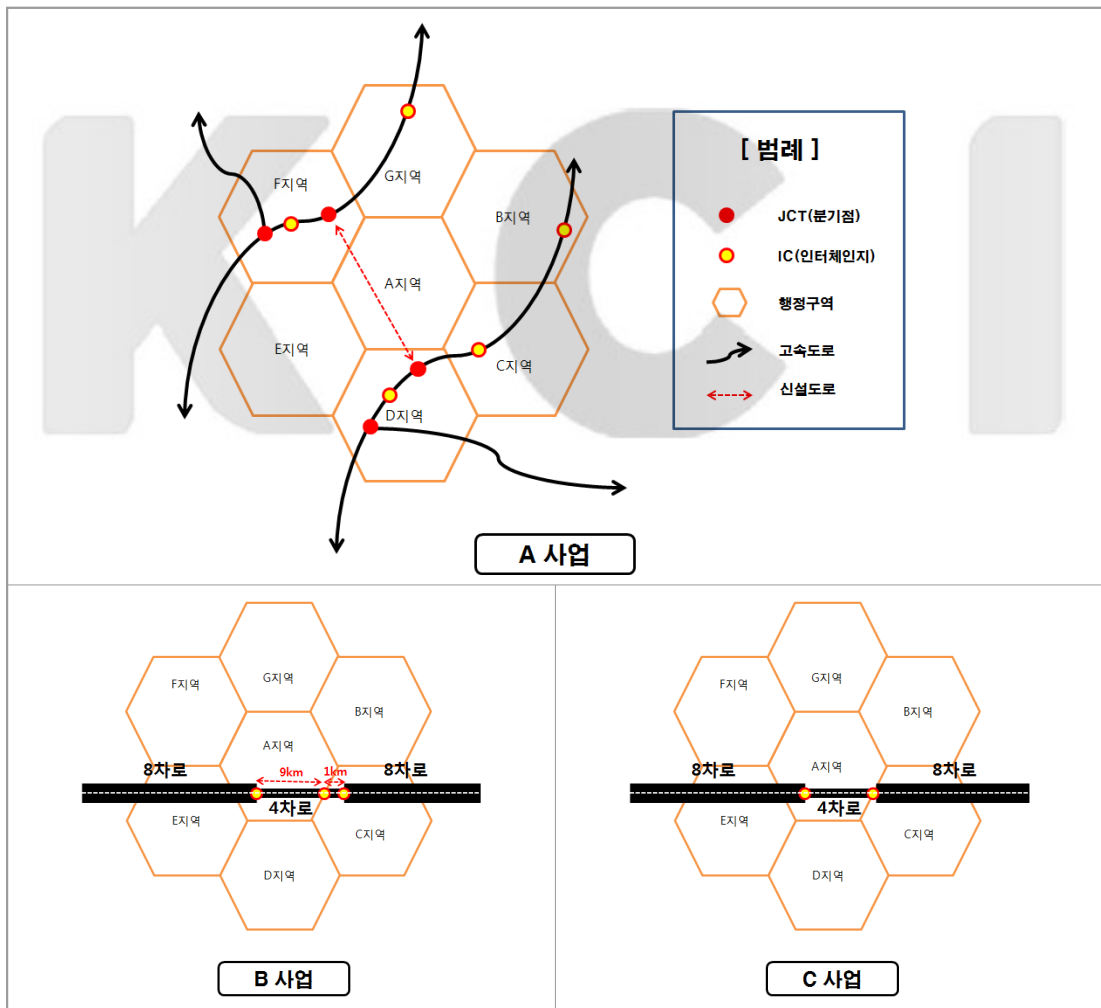 KCI
[ 범례 ]
JCT(분기점)
IC(인터체인지)
행정구역
고속도로
신설도로
F지역
G지역
B지역
A지역
E지역
C지역
D지역
A 사업
F지역
G지역
B지역
A지역
8차로
9km
1km
8차로
4차로
E지역
C지역
D지역
B 사업
F지역
G지역
B지역
A지역
8차로
8차로
4차로
E지역
C지역
D지역
C 사업